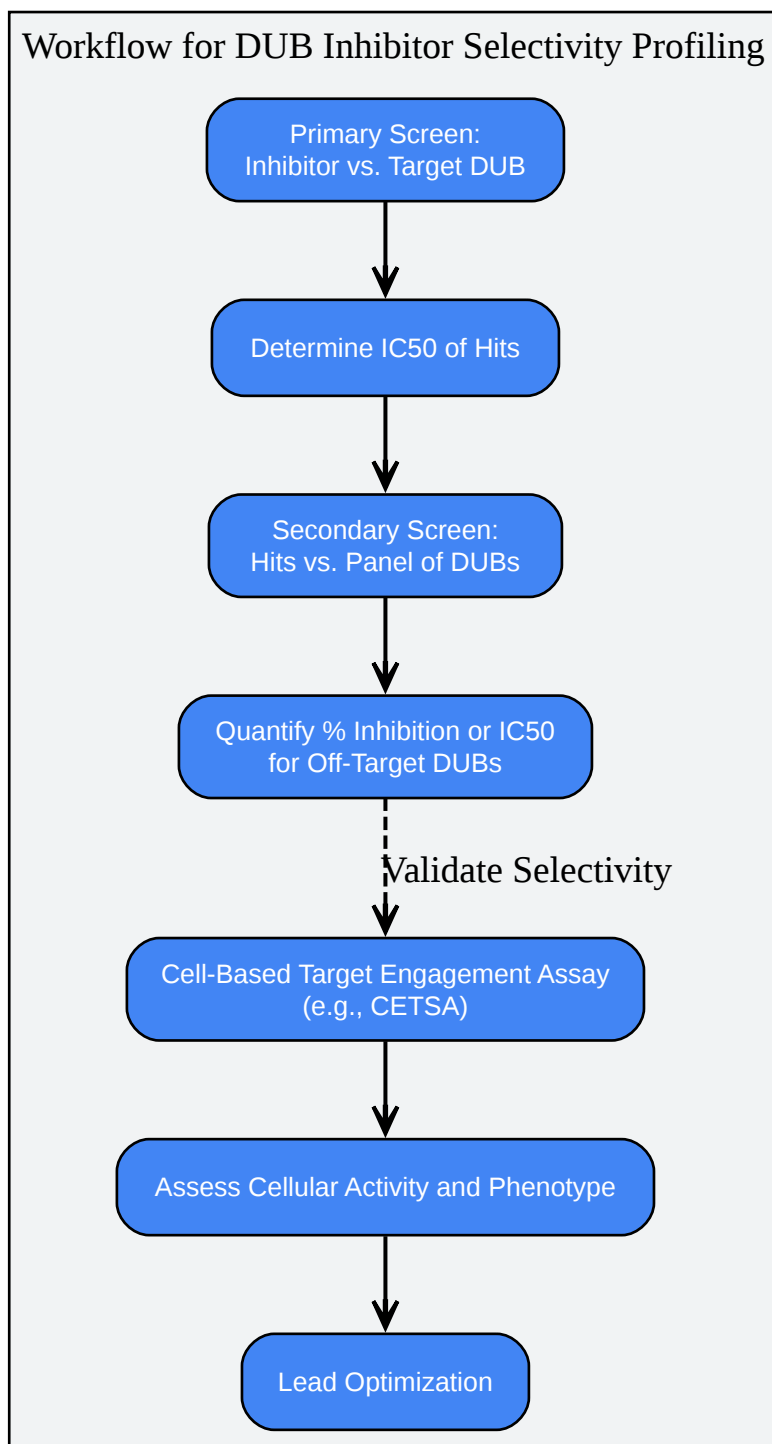 Workflow for DUB Inhibitor Selectivity Profiling
Primary Screen:
Inhibitor vs. Target DUB
Determine IC50 of Hits
Secondary Screen:
Hits vs. Panel of DUBs
Quantify % Inhibition or IC50
for Off-Target DUBs
Validate Selectivity
Cell-Based Target Engagement Assay
(e.g., CETSA)
Assess Cellular Activity and Phenotype
Lead Optimization